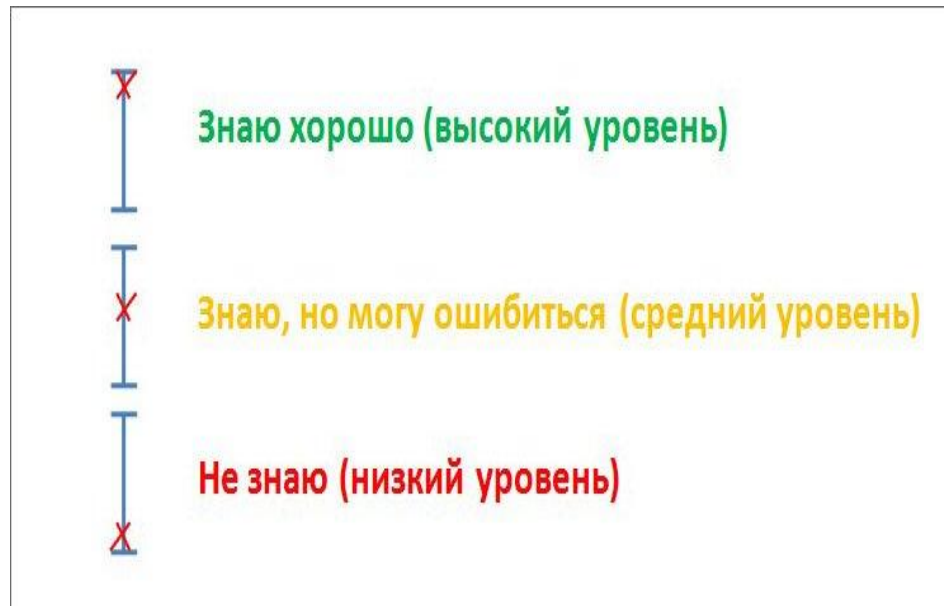 Знаю хорошо (высокий уровень)
Знаю, но могу ошибиться (средний уровень)
Не знаю (низкий уровень)